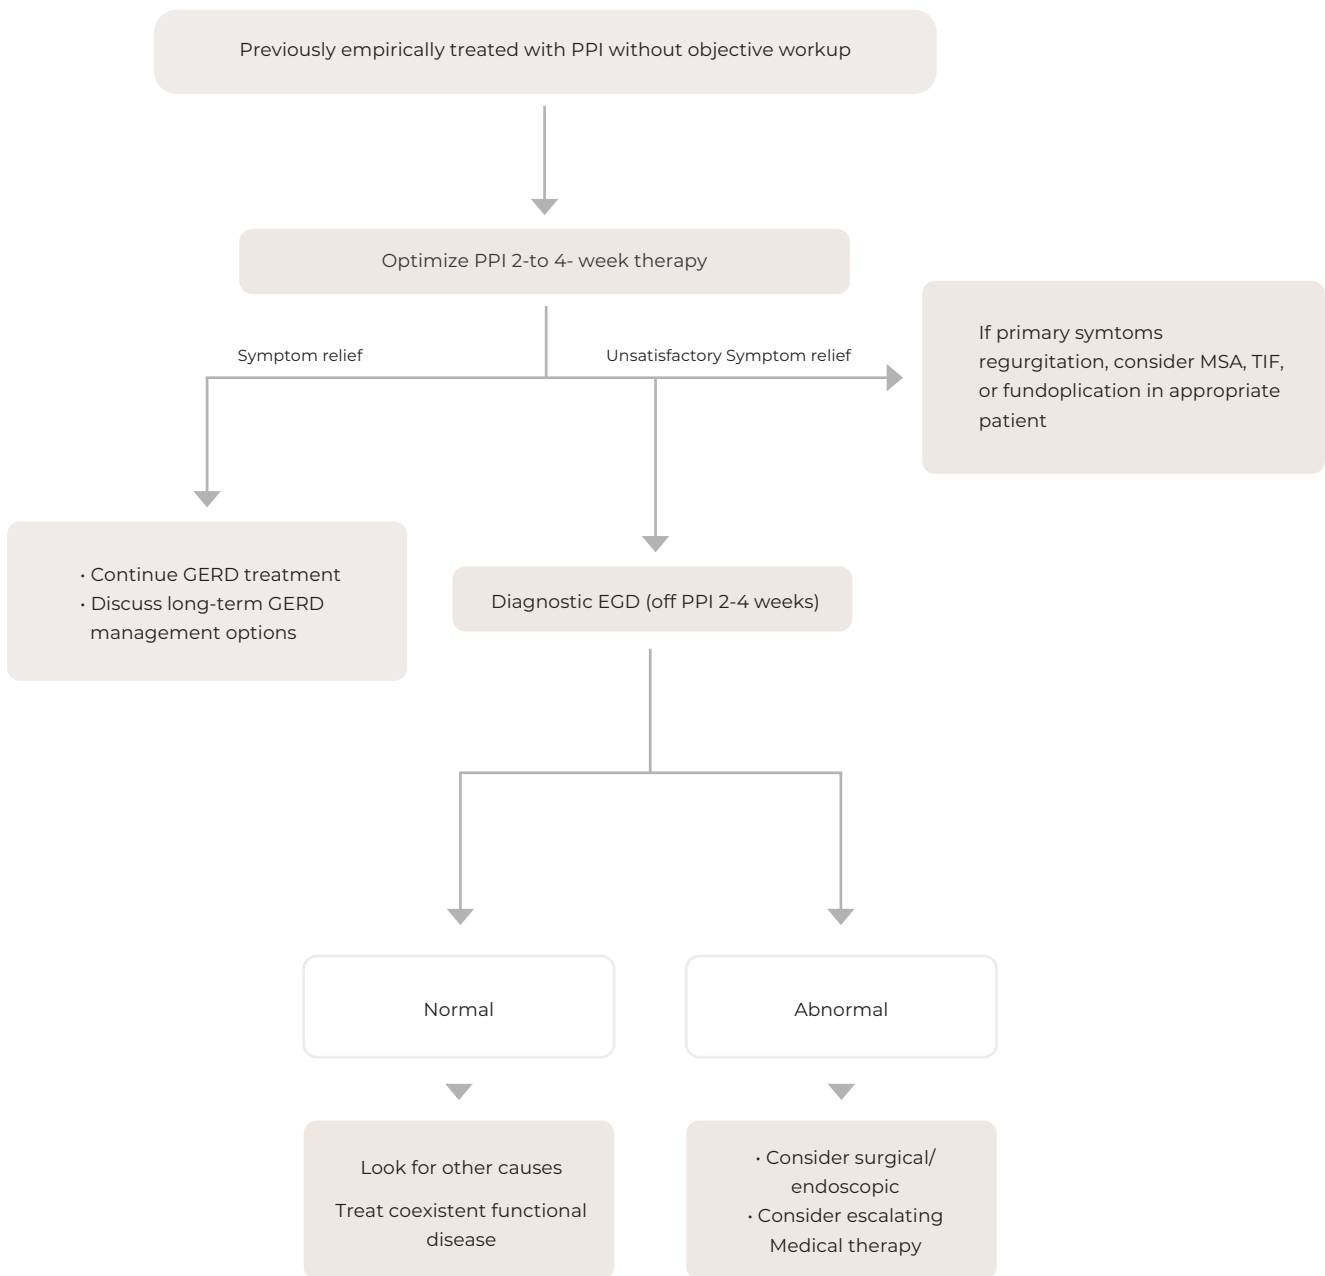 Previously empirically treated with PPI without objective workup
Optimize PPI 2-to 4- week therapy
Symptom relief
Unsatisfactory Symptom relief
If primary symtoms
regurgitation, consider MSA, TIF,
or fundoplication in appropriate
patient
• Continue GERD treatment
• Discuss long-term GERD
management options
Diagnostic EGD (off PPI 2-4 weeks)
Normal
Abnormal
Look for other causes
Treat coexistent functional
disease
• Consider surgical/
endoscopic
• Consider escalating
Medical therapy